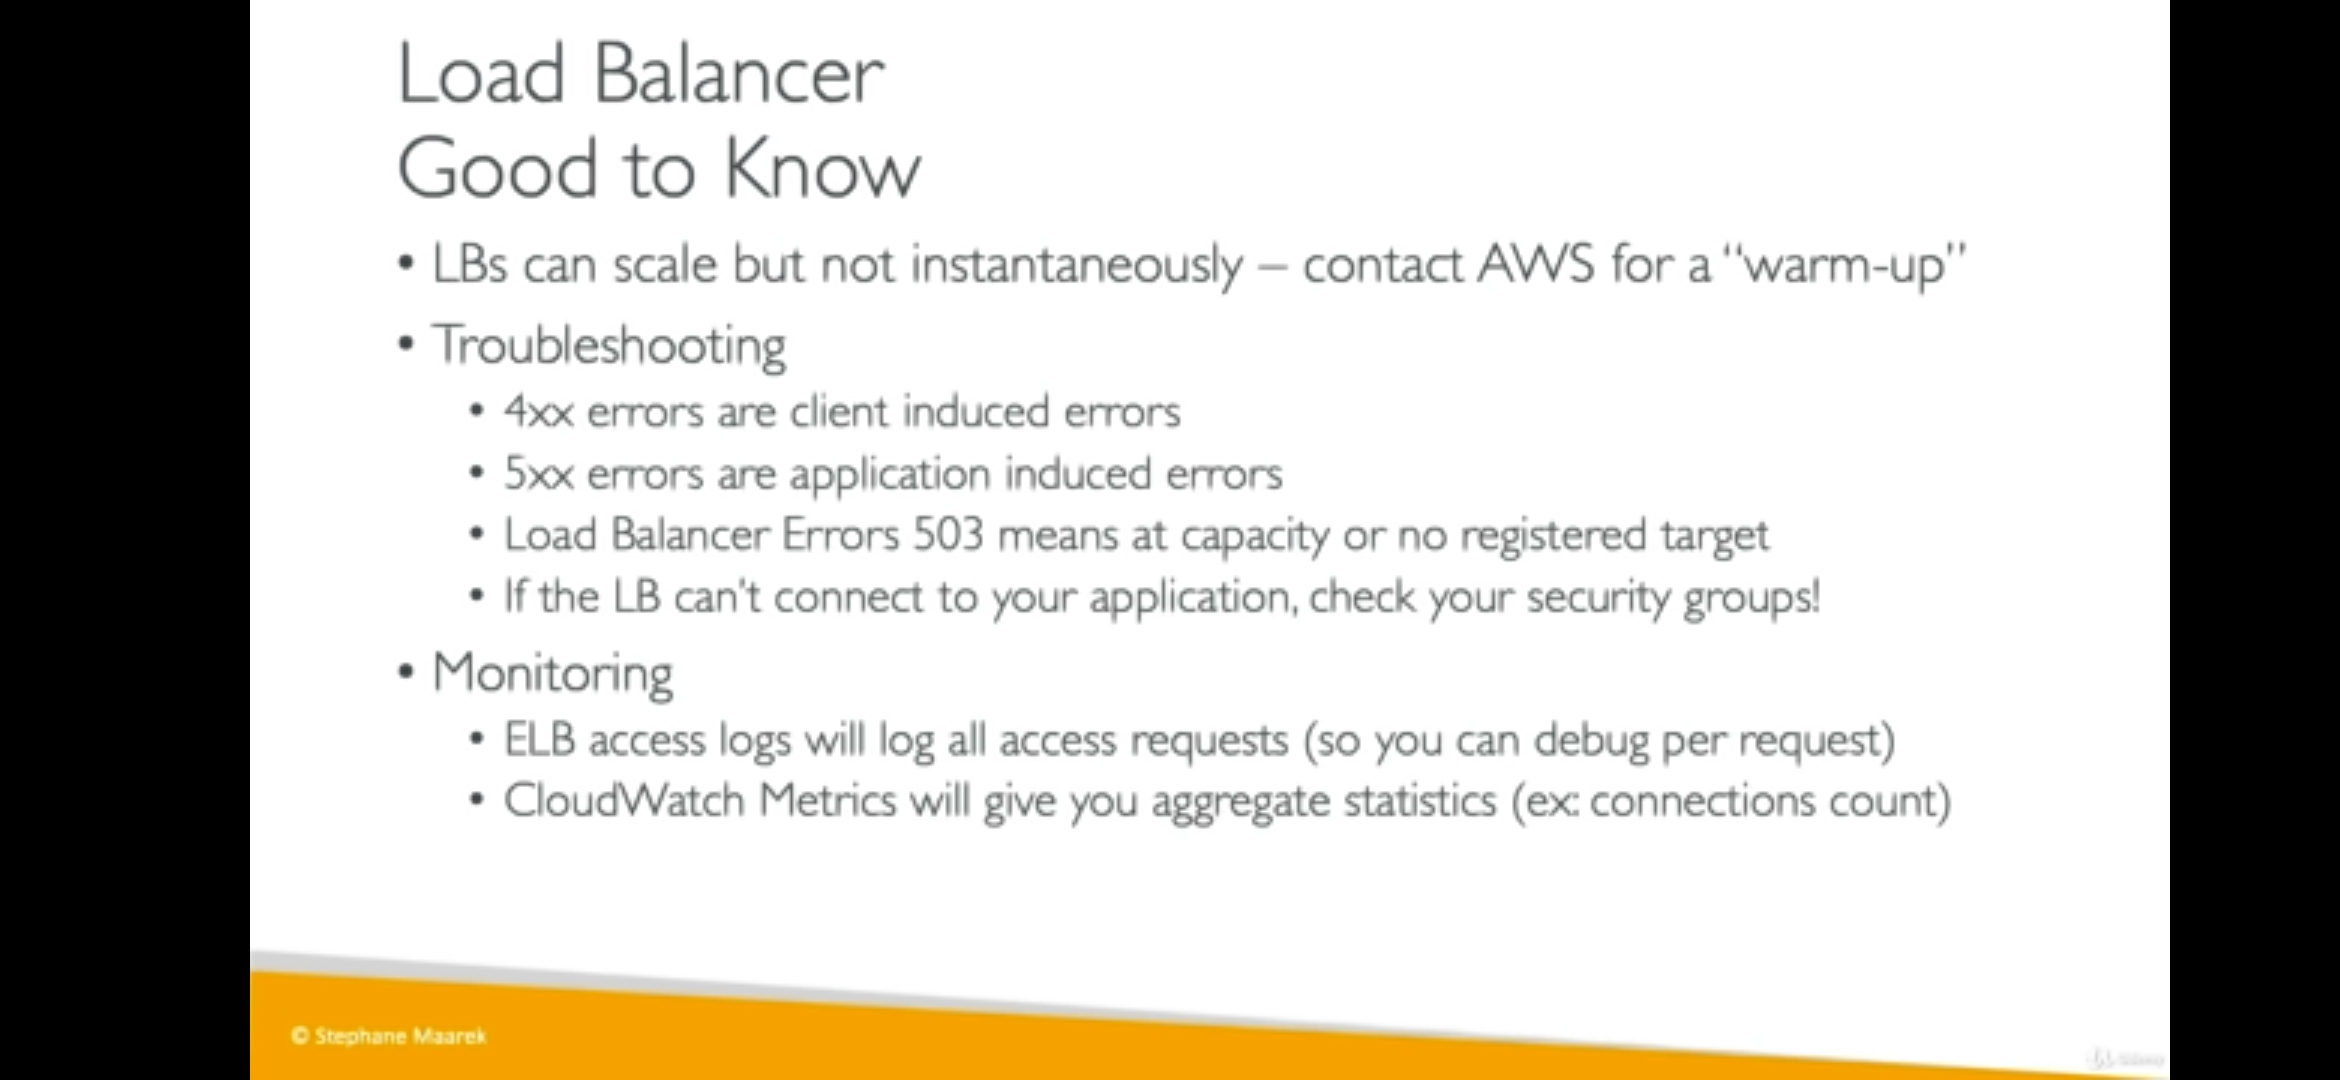 Load Balancer
Good to Know
• LBs can scale but not instantaneously – contact AWS for a “warm-up”
• Troubleshooting
• 4xx errors are client induced errors
• 5xx errors are application induced errors
• Load Balancer Errors 503 means at capacity or no registered target
• If the LB can't connect to your application, check your security groups!
• Monitoring
• ELB access logs will log all access requests (so you can debug per request)
• CloudWatch Metrics will give you aggregate statistics (ex: connections count)
© Stephane Maarek